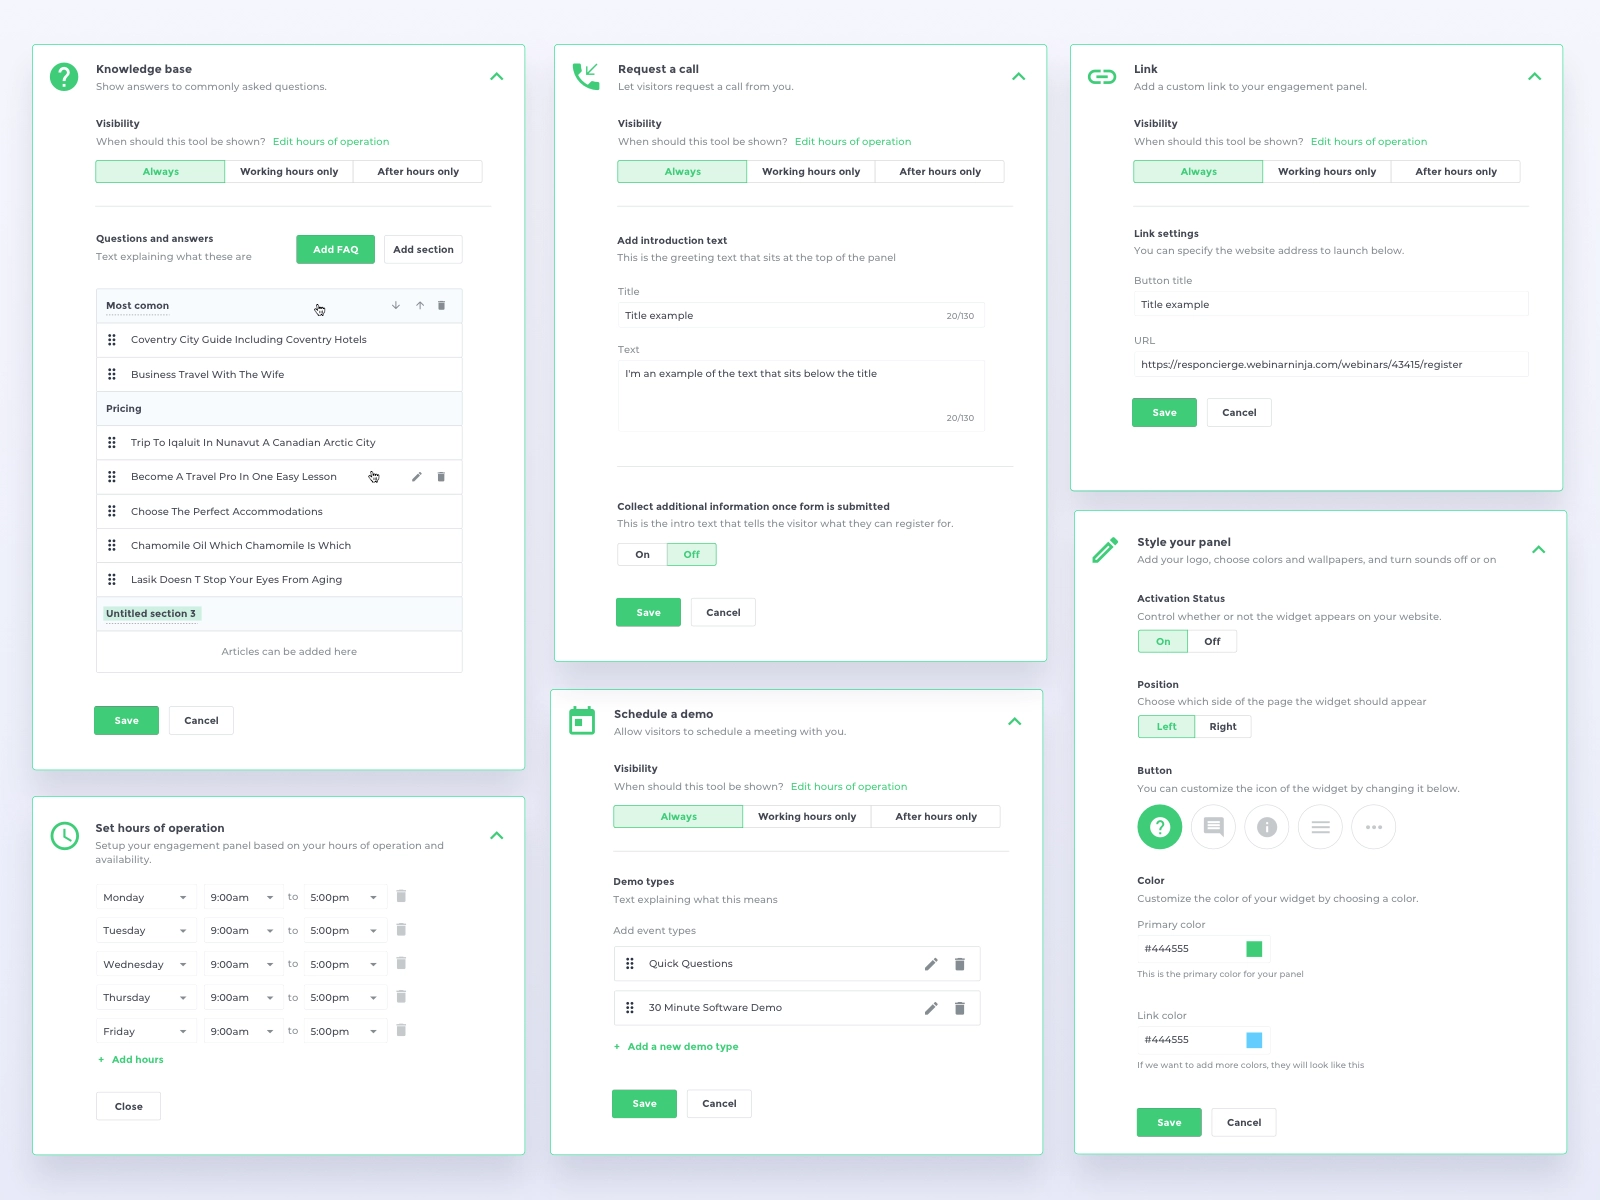 Knowledge base
Show answers to commonly asked questions.
Visibility
When should this tool be shown? Edit hours of operation
Always Working hours only After hours only
Questions and answers
Text explaining what these are
Add FAQ Add section
Most comon
Coventry City Guide Including Coventry Hotels
Business Travel With The Wife
Pricing
Trip To Iqaluit In Nunavut A Canadian Arctic City
Become A Travel Pro In One Easy Lesson
Choose The Perfect Accommodations
Chamomile Oil Which Chamomile Is Which
Lasik Doesn T Stop Your Eyes From Aging
Untitled section 3
Articles can be added here
Save Cancel
Set hours of operation
Setup your engagement panel based on your hours of operation and
availability.
Monday 9:00am to 5:00pm
Tuesday 9:00am to 5:00pm
Wednesday 9:00am to 5:00pm
Thursday 9:00am to 5:00pm
Friday 9:00am to 5:00pm
+ Add hours
Close
Request a call
Let visitors request a call from you.
Visibility
When should this tool be shown? Edit hours of operation
Always Working hours only After hours only
Add introduction text
This is the greeting text that sits at the top of the panel
Title
Title example 20/130
Text
I'm an example of the text that sits below the title
20/130
Collect additional information once form is submitted
This is the intro text that tells the visitor what they can register for.
On Off
Save Cancel
Schedule a demo
Allow visitors to schedule a meeting with you.
Visibility
When should this tool be shown? Edit hours of operation
Always Working hours only After hours only
Demo types
Text explaining what this means
Add event types
Quick Questions
30 Minute Software Demo
+ Add a new demo type
Save Cancel
Link
Add a custom link to your engagement panel.
Visibility
When should this tool be shown? Edit hours of operation
Always Working hours only After hours only
Link settings
You can specify the website address to launch below.
Button title
Title example
URL
https://responcierge.webinarninja.com/webinars/43415/register
Save Cancel
Style your panel
Add your logo, choose colors and wallpapers, and turn sounds off or on
Activation Status
Control whether or not the widget appears on your website.
On Off
Position
Choose which side of the page the widget should appear
Left Right
Button
You can customize the icon of the widget by changing it below.
Color
Customize the color of your widget by choosing a color.
Primary color
#444555
This is the primary color for your panel
Link color
#444555
If we want to add more colors, they will look like this
Save Cancel